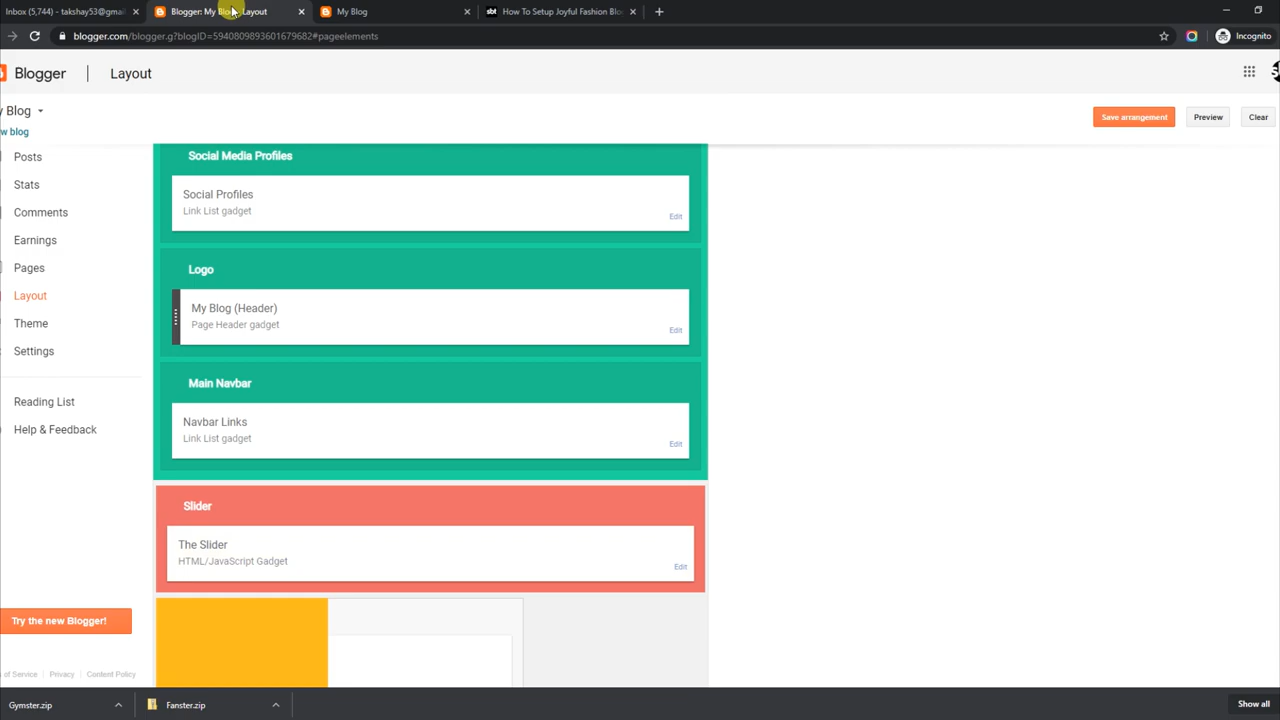 Inbox (5,744) - takshay53@gmail
Blogger: My Blog Layout
My Blog
How To Setup Joyful Fashion Blo
blogger.com/blogger.g?blogID=5940809893601679682#pageelements
Incognito
Blogger
Layout
y Blog
w blog
Save arrangement
Preview
Clear
Posts
Stats
Comments
Earnings
Pages
Layout
Theme
Settings
Reading List
Help & Feedback
Try the new Blogger!
of Service
Privacy
Content Policy
Social Media Profiles
Social Profiles
Link List gadget
Edit
Logo
My Blog (Header)
Page Header gadget
Edit
Main Navbar
Navbar Links
Link List gadget
Edit
Slider
The Slider
HTML/JavaScript Gadget
Edit
Gymster.zip
Fanster.zip
Show all